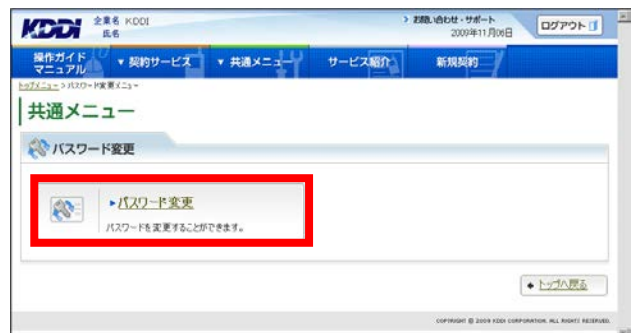 KDDI
企業名 KDDI
氏名
お問い合わせ・サポート
2009年11月06日
ログアウト
操作ガイド
マニュアル
▼ 契約サービス
▼ 共通メニュー
サービス紹介
新規契約
トップメニュー > パスワード変更メニュー
共通メニュー
パスワード変更
パスワード変更
パスワードを変更することができます。
トップへ戻る
COPYRIGHT © 2009 KDDI CORPORATION. ALL RIGHTS RESERVED.